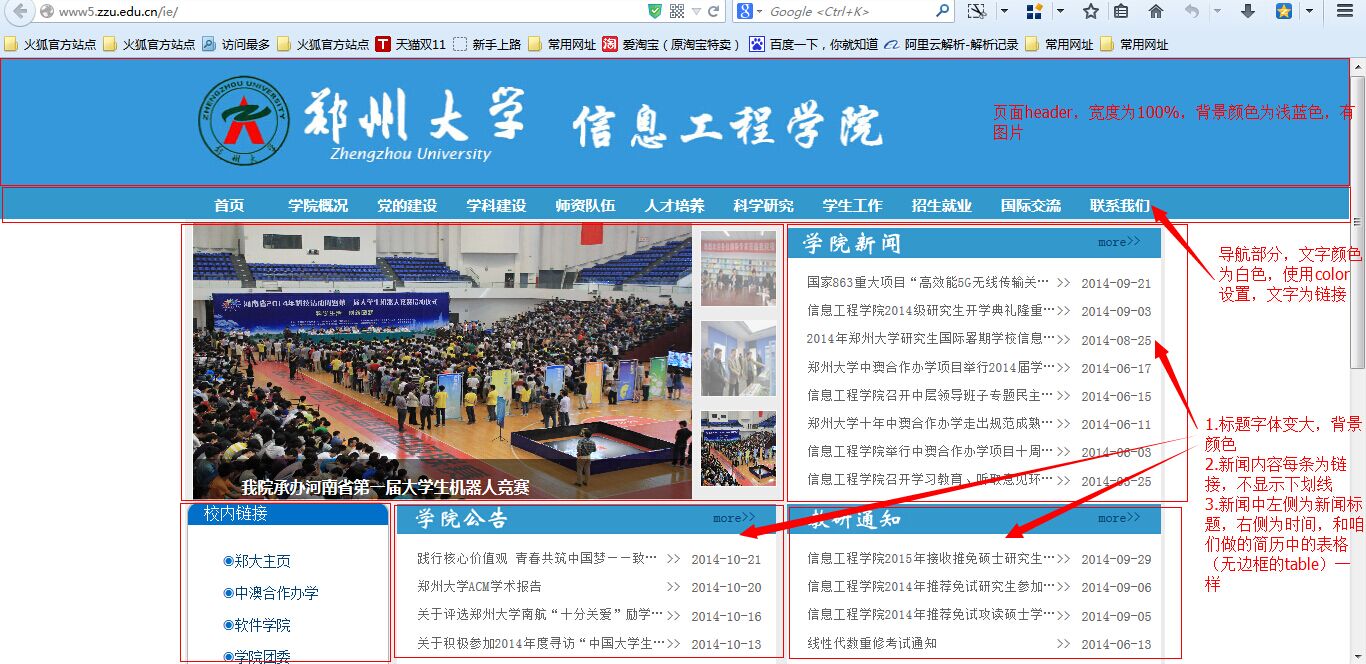 www5.zzu.edu.cn/ie/
Google <Ctrl+K>
火狐官方站点 火狐官方站点 访问最多 火狐官方站点 天猫双11 新手上路 常用网址 爱淘宝（原淘宝特卖） 百度一下，你就知道 阿里云解析-解析记录 常用网址 常用网址
ZHENGZHOU UNIVERSITY
郑州大学
郑州大学 信息工程学院
Zhengzhou University
页面header，宽度为100%，背景颜色为浅蓝色，有
图片
首页 学院概况 党的建设 学科建设 师资队伍 人才培养 科学研究 学生工作 招生就业 国际交流 联系我们
导航部分，文字颜色
为白色，使用color
设置，文字为链接
我院承办河南省第一届大学生机器人竞赛
学院新闻 more>>
国家863重大项目“高效能5G无线传输关… >> 2014-09-21
信息工程学院2014级研究生开学典礼隆重… >> 2014-09-03
2014年郑州大学研究生国际暑期学校信息… >> 2014-08-25
郑州大学中澳合作办学项目举行2014届学… >> 2014-06-17
信息工程学院召开中层领导班子专题民主… >> 2014-06-15
郑州大学十年中澳合作办学走出规范成熟… >> 2014-06-11
信息工程学院举行中澳合作办学项目十周… >> 2014-06-03
信息工程学院召开学习教育、听取意见环… >> 2014-05-25
1.标题字体变大，背景
颜色
2.新闻内容每条为链
接，不显示下划线
3.新闻中左侧为新闻标
题，右侧为时间，和咱
们做的简历中的表格
（无边框的table）一
样
校内链接
郑大主页
中澳合作办学
软件学院
学院团委
学院公告 more>>
践行核心价值观 青春共筑中国梦－－致… >> 2014-10-21
郑州大学ACM学术报告 >> 2014-10-20
关于评选郑州大学南航“十分关爱”励学… >> 2014-10-16
关于积极参加2014年度寻访“中国大学生… >> 2014-10-13
教研通知 more>>
信息工程学院2015年接收推免硕士研究生… >> 2014-09-29
信息工程学院2014年推荐免试研究生参加… >> 2014-09-06
信息工程学院2014年推荐免试攻读硕士学… >> 2014-09-05
线性代数重修考试通知 >> 2014-06-13